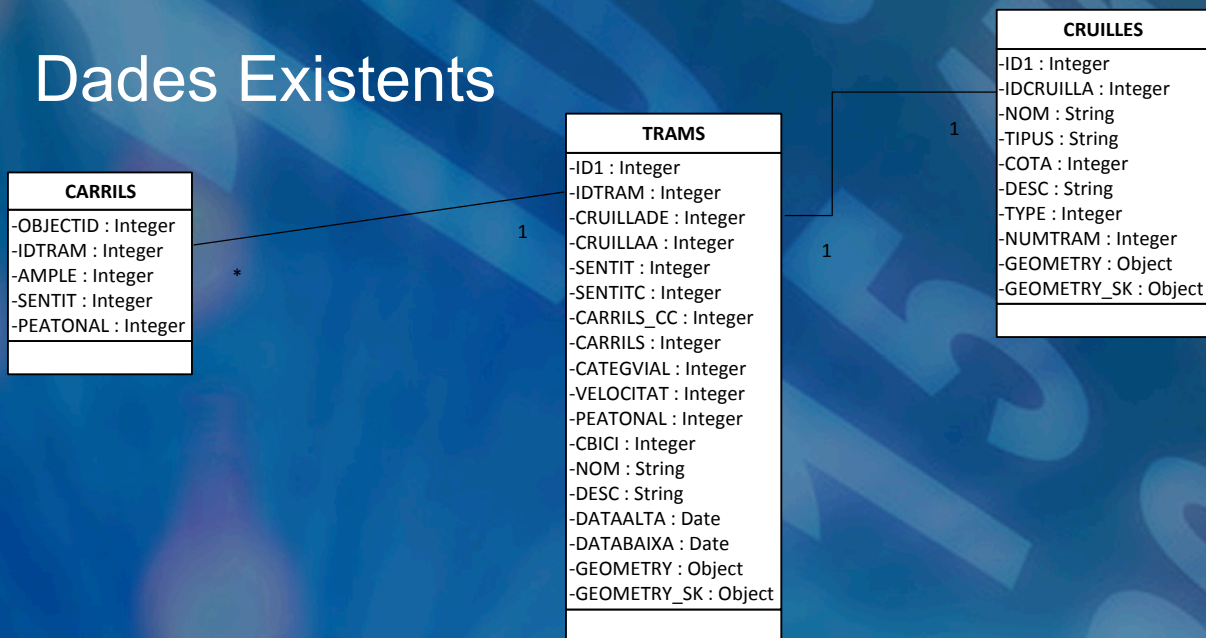 Dades Existents
CARRILS
-OBJECTID : Integer
-IDTRAM : Integer
-AMPLE : Integer
-SENTIT : Integer
-PEATONAL : Integer
*
1
TRAMS
-ID1 : Integer
-IDTRAM : Integer
-CRUILLADE : Integer
-CRUILLAA : Integer
-SENTIT : Integer
-SENTITC : Integer
-CARRILS_CC : Integer
-CARRILS : Integer
-CATEGVIAL : Integer
-VELOCITAT : Integer
-PEATONAL : Integer
-CBICI : Integer
-NOM : String
-DESC : String
-DATAALTA : Date
-DATABAIXA : Date
-GEOMETRY : Object
-GEOMETRY_SK : Object
1
1
CRUILLES
-ID1 : Integer
-IDCRUILLA : Integer
-NOM : String
-TIPUS : String
-COTA : Integer
-DESC : String
-TYPE : Integer
-NUMTRAM : Integer
-GEOMETRY : Object
-GEOMETRY_SK : Object